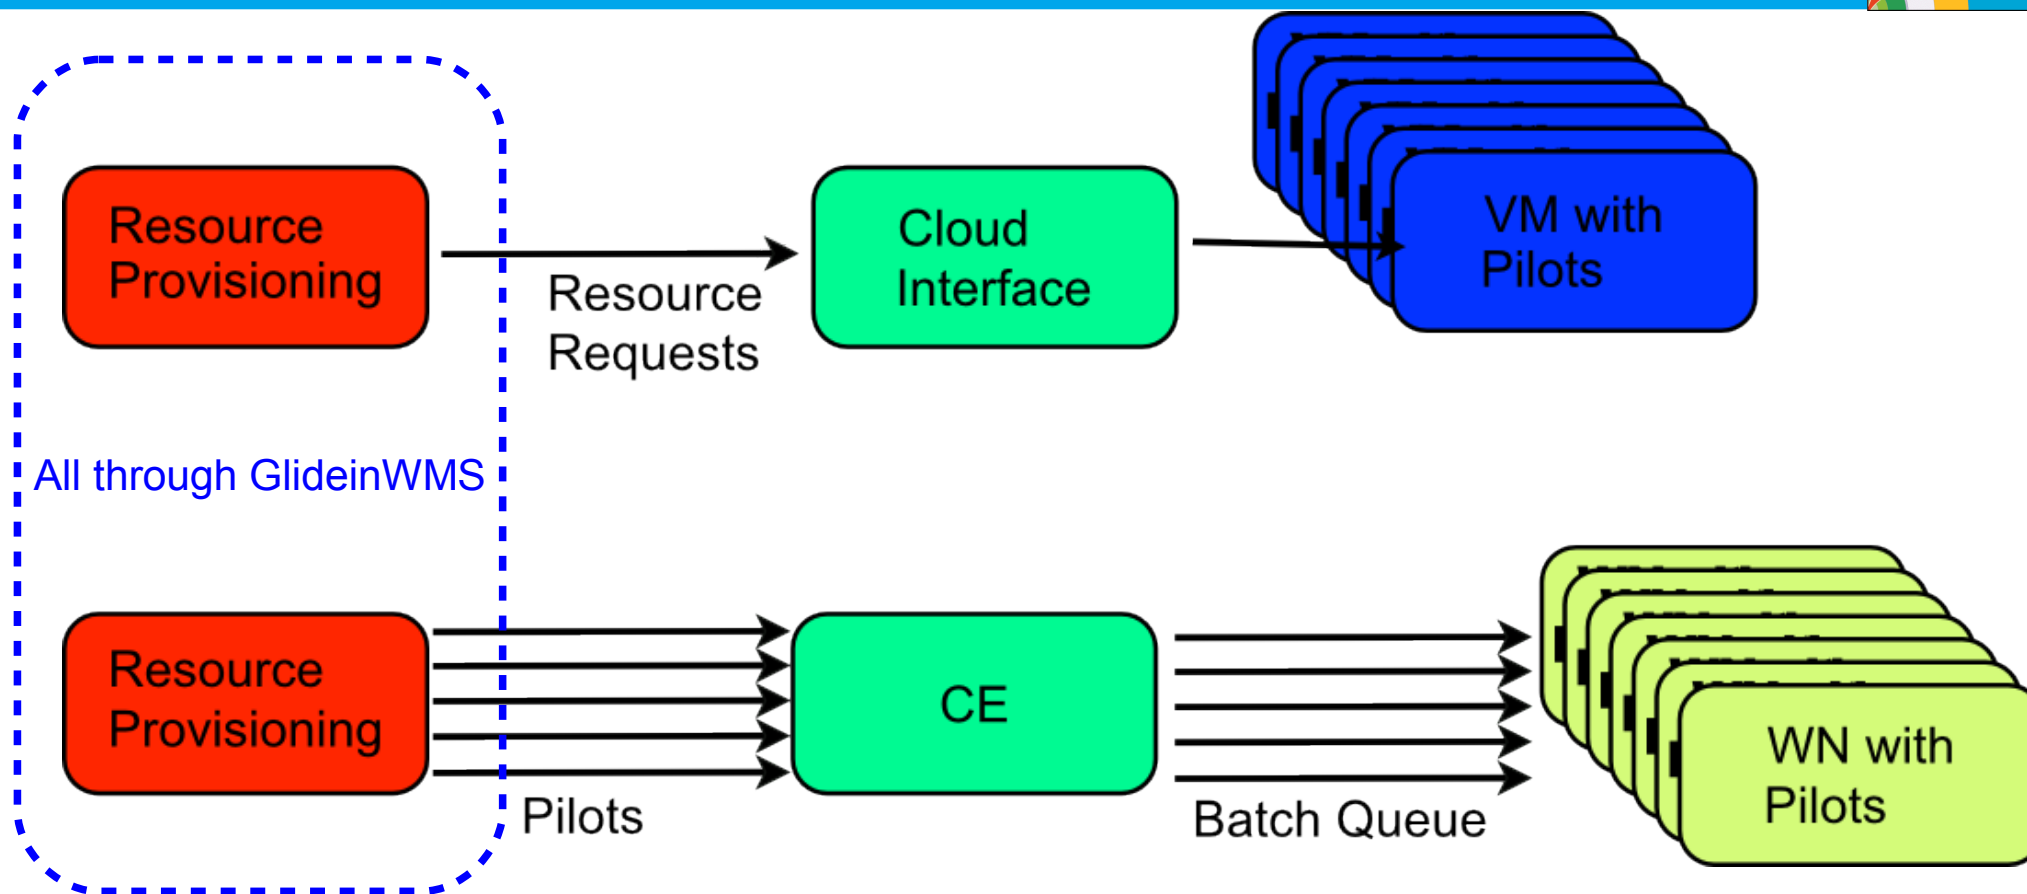 Resource
Provisioning
Resource
Requests
Cloud
Interface
VM with
Pilots
All through GlideinWMS
Resource
Provisioning
Pilots
CE
Batch Queue
WN with
Pilots